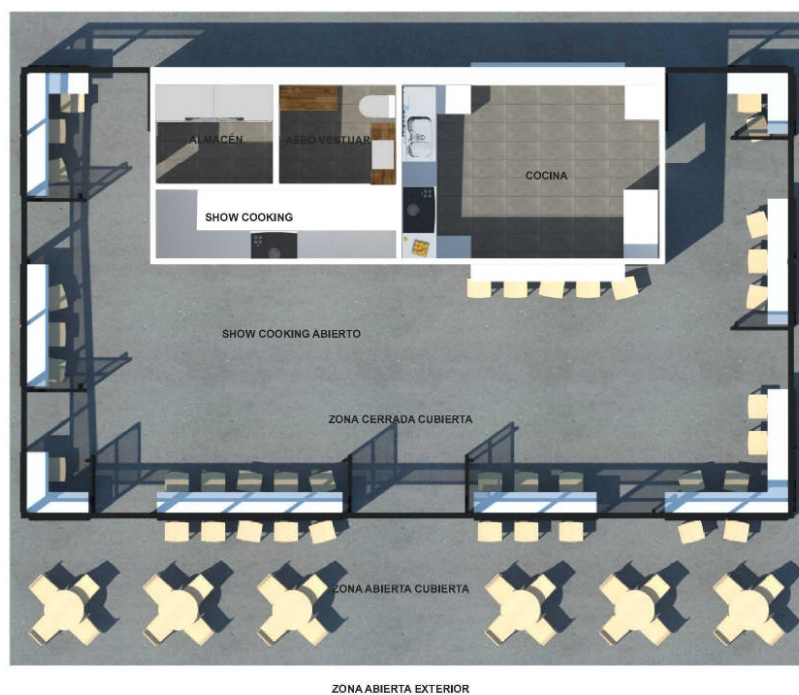 ALMACÉN
ASEO VESTUAR
COCINA
SHOW COOKING
SHOW COOKING ABIERTO
ZONA CERRADA CUBIERTA
ZONA ABIERTA CUBIERTA
ZONA ABIERTA EXTERIOR